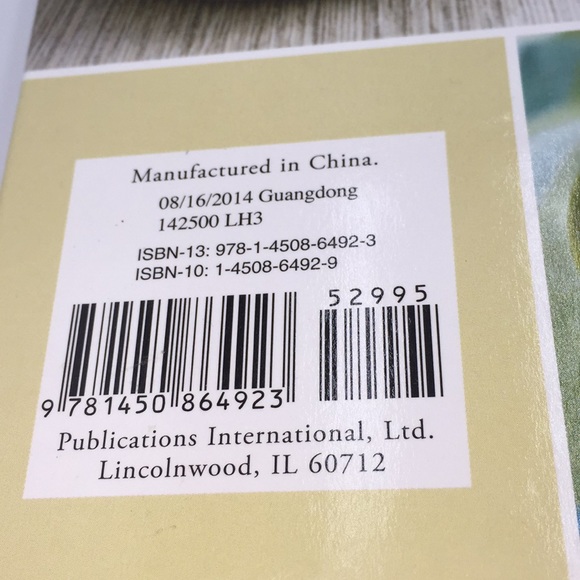 Manufactured in China.
08/16/2014 Guangdong
142500 LH3
ISBN-13: 978-1-4508-6492-3
ISBN-10: 1-4508-6492-9
52995
9 781450 864923
Publications International, Ltd.
Lincolnwood, IL 60712